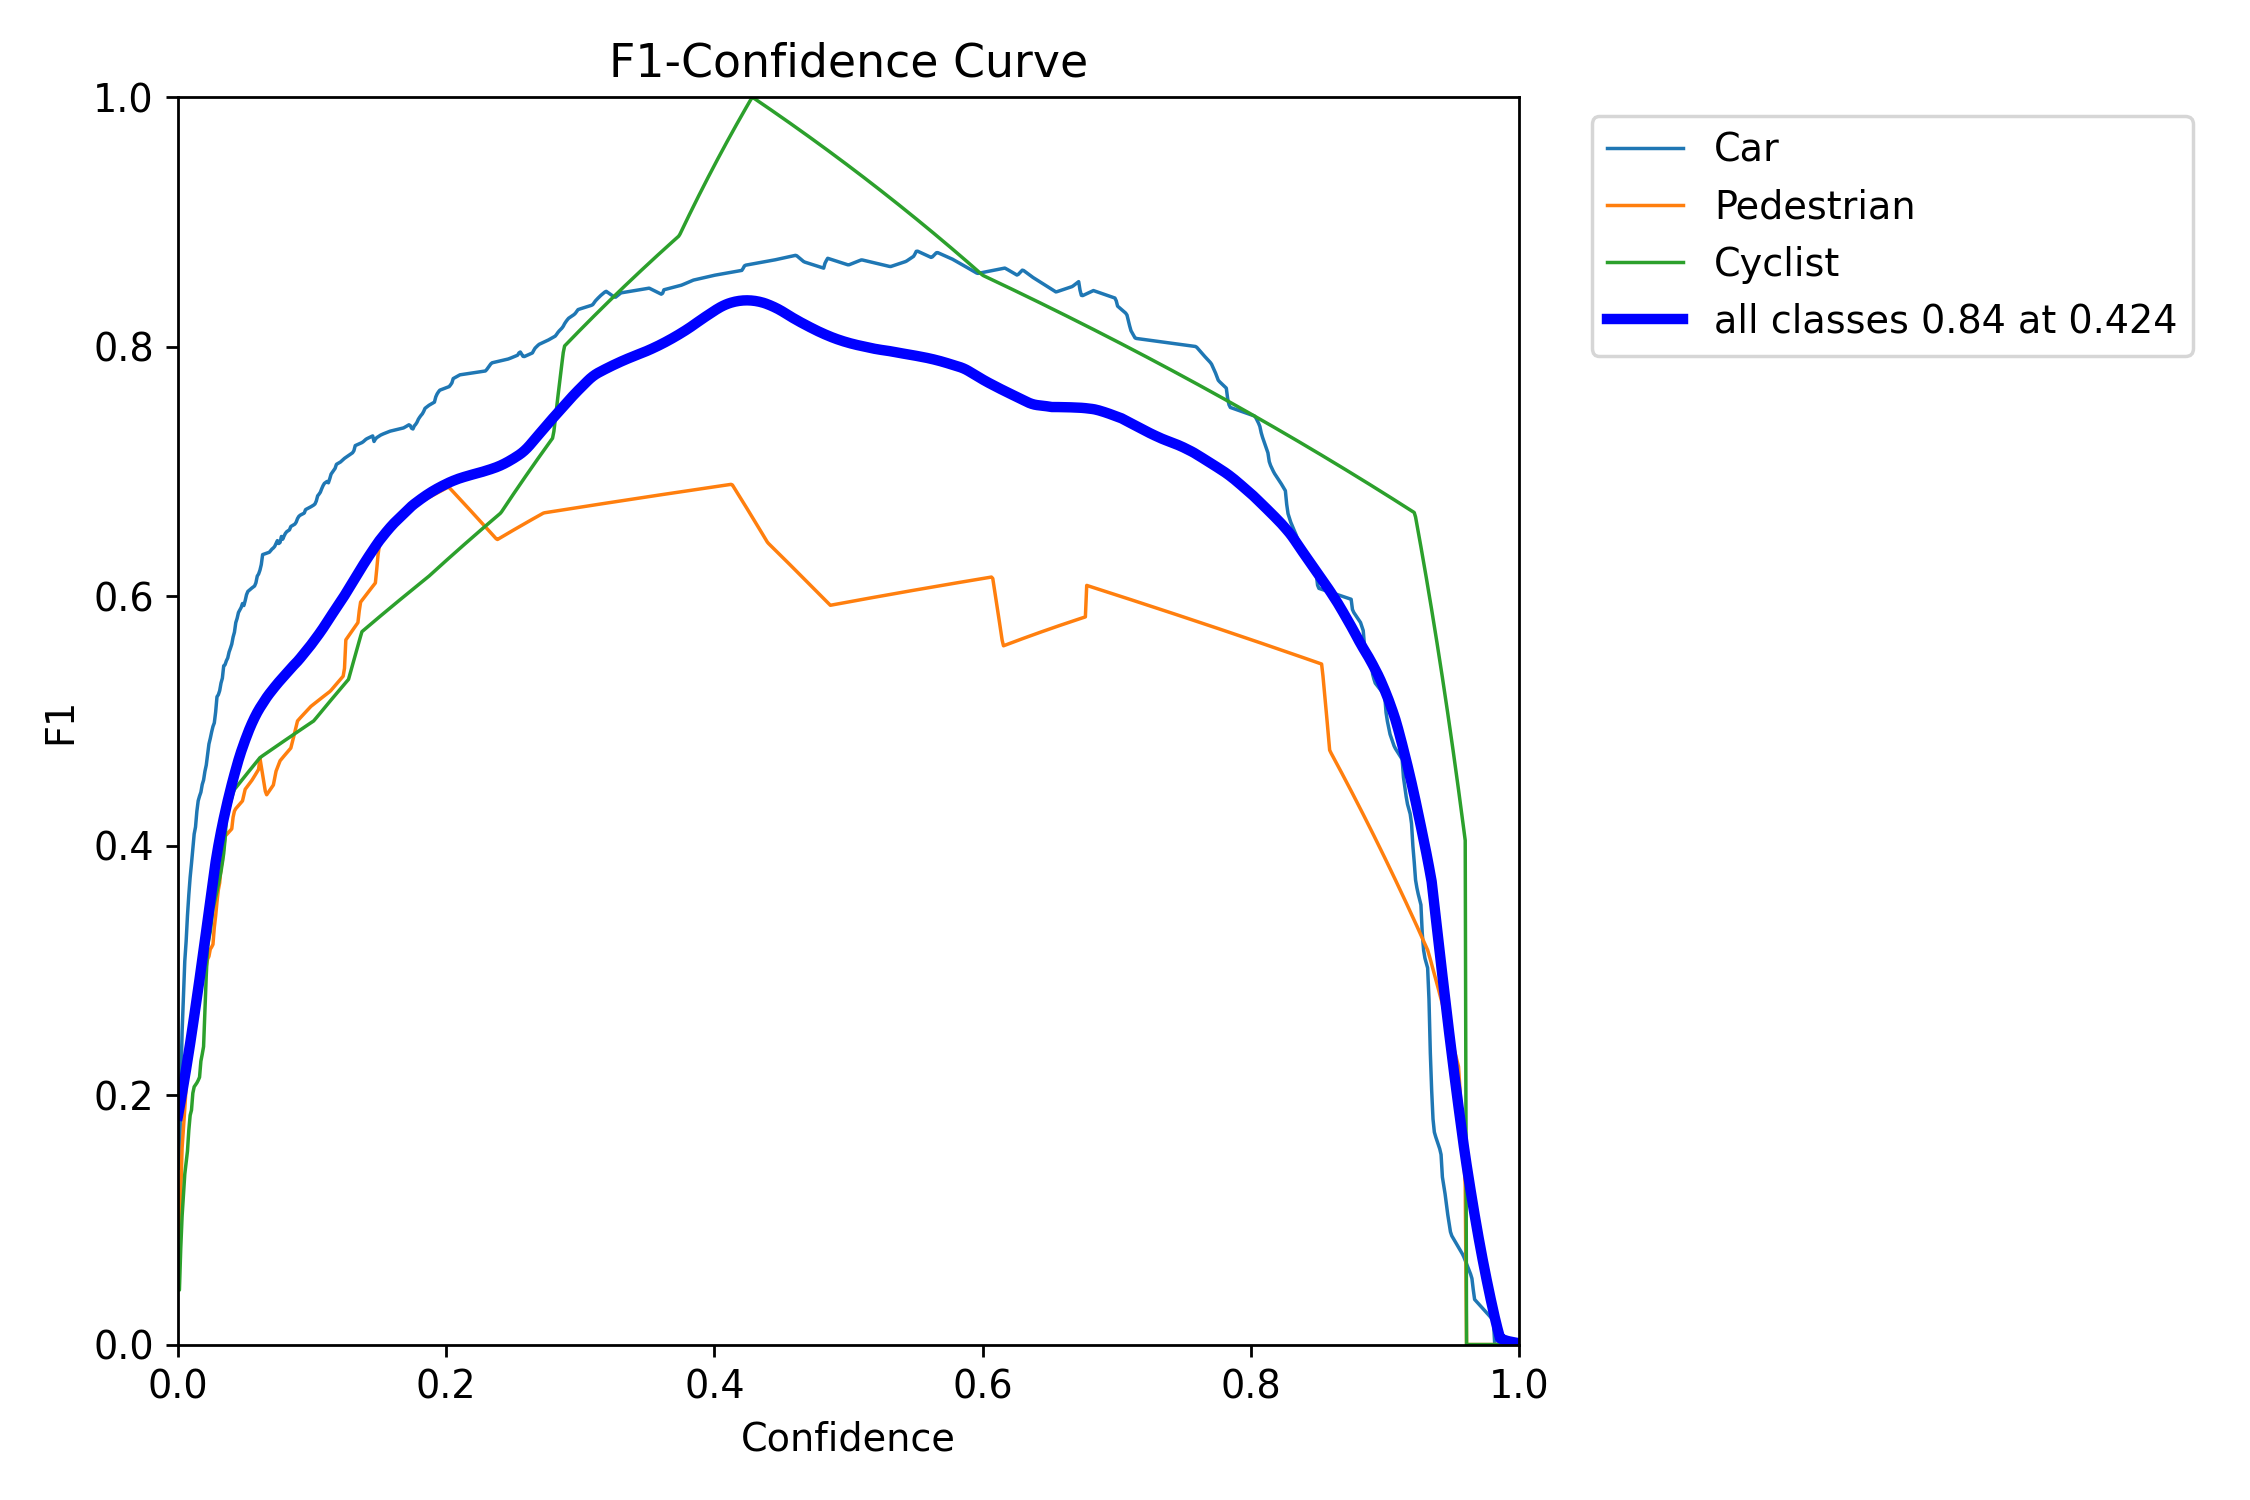 F1-Confidence Curve
1.0
0.8
0.6
0.4
0.2
0.0
F1
0.0 0.2 0.4 0.6 0.8 1.0
Confidence
Car
Pedestrian
Cyclist
all classes 0.84 at 0.424